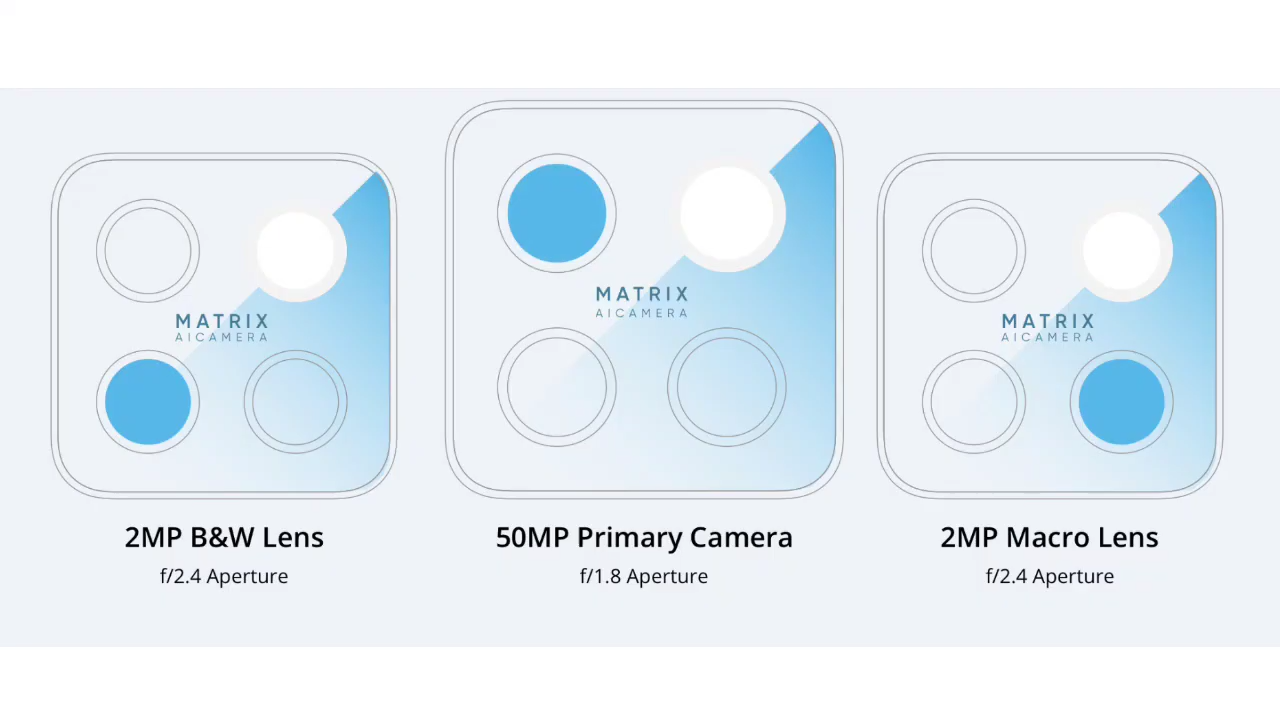 MATRIX
AICAMERA
2MP B&W Lens
f/2.4 Aperture
MATRIX
AICAMERA
50MP Primary Camera
f/1.8 Aperture
MATRIX
AICAMERA
2MP Macro Lens
f/2.4 Aperture